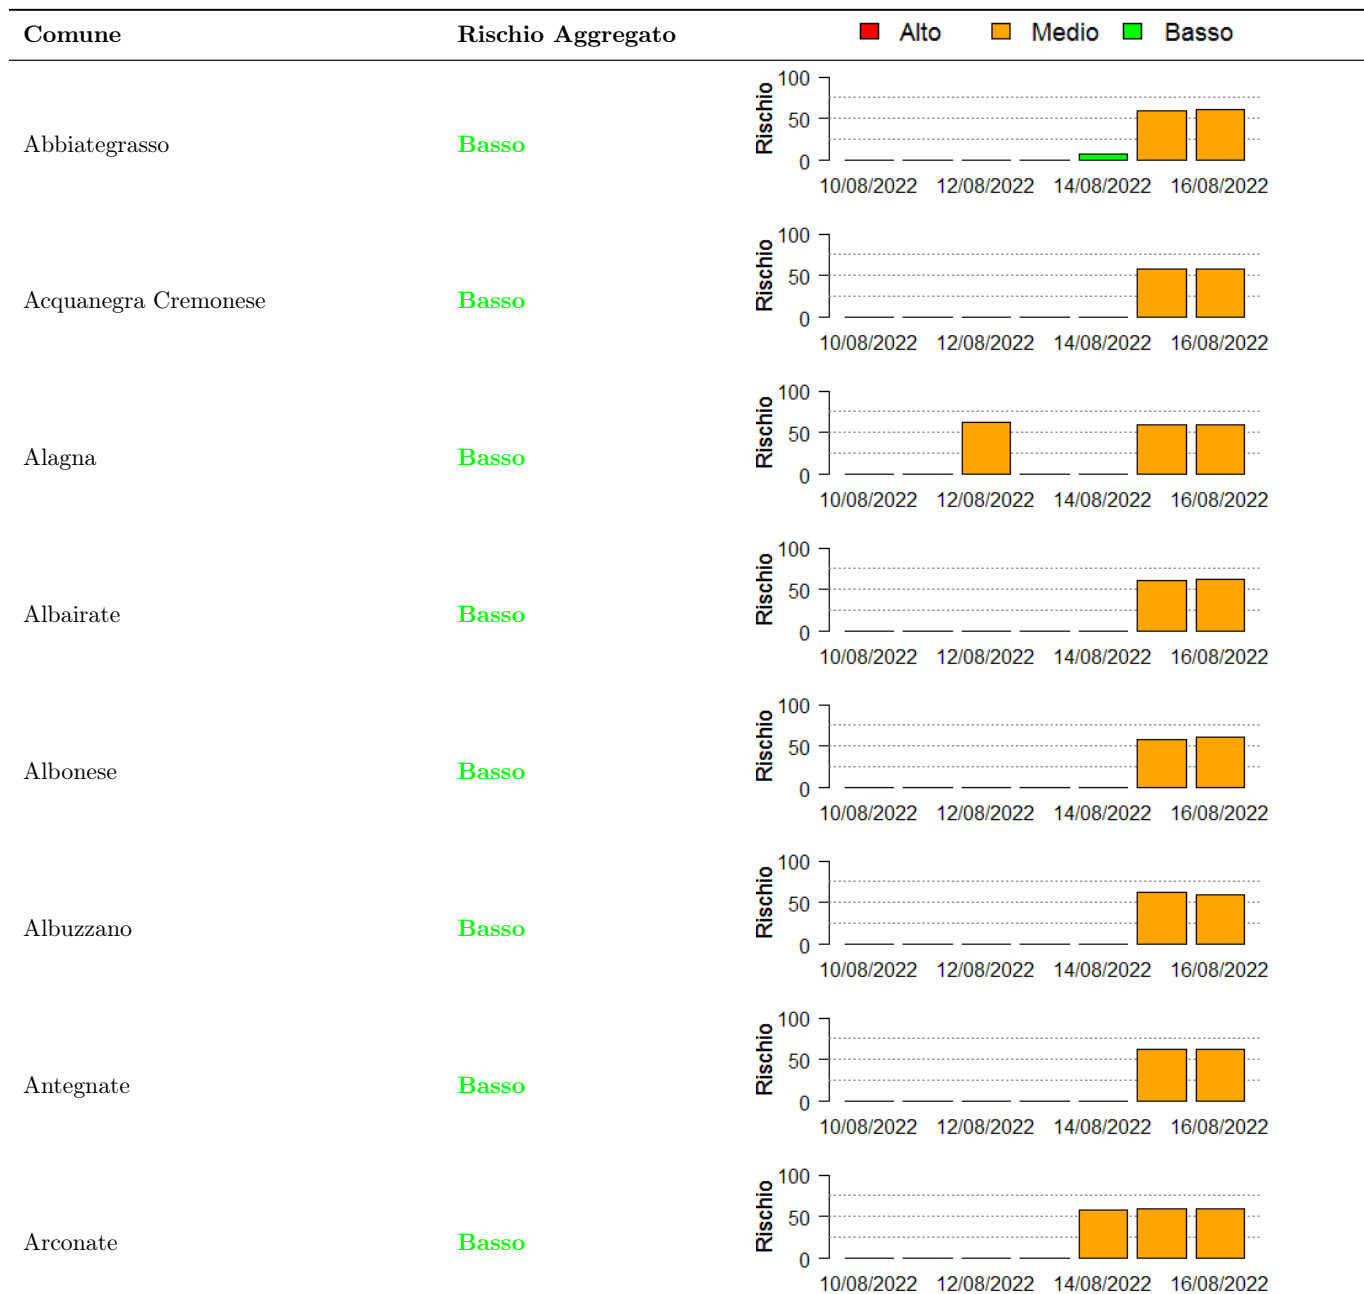 Comune Rischio Aggregato Alto Medio Basso
Abbiategrasso Basso
Rischio
100
50
0
10/08/2022 12/08/2022 14/08/2022 16/08/2022
Acquanegra Cremonese Basso
Rischio
100
50
0
10/08/2022 12/08/2022 14/08/2022 16/08/2022
Alagna Basso
Rischio
100
50
0
10/08/2022 12/08/2022 14/08/2022 16/08/2022
Albairate Basso
Rischio
100
50
0
10/08/2022 12/08/2022 14/08/2022 16/08/2022
Albonese Basso
Rischio
100
50
0
10/08/2022 12/08/2022 14/08/2022 16/08/2022
Albuzzano Basso
Rischio
100
50
0
10/08/2022 12/08/2022 14/08/2022 16/08/2022
Antegnate Basso
Rischio
100
50
0
10/08/2022 12/08/2022 14/08/2022 16/08/2022
Arconate Basso
Rischio
100
50
0
10/08/2022 12/08/2022 14/08/2022 16/08/2022